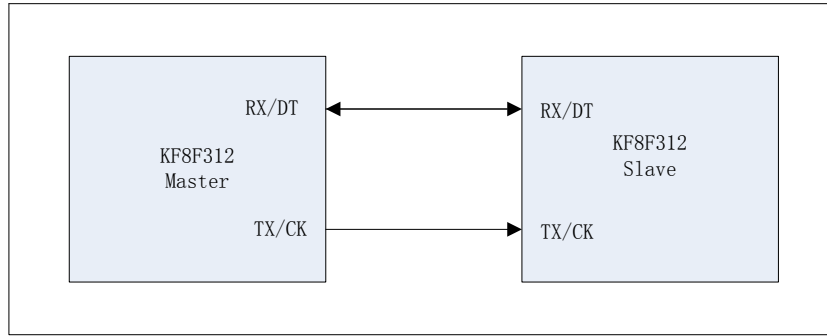 RX/DT
KF8F312
Master
TX/CK
RX/DT
KF8F312
Slave
TX/CK